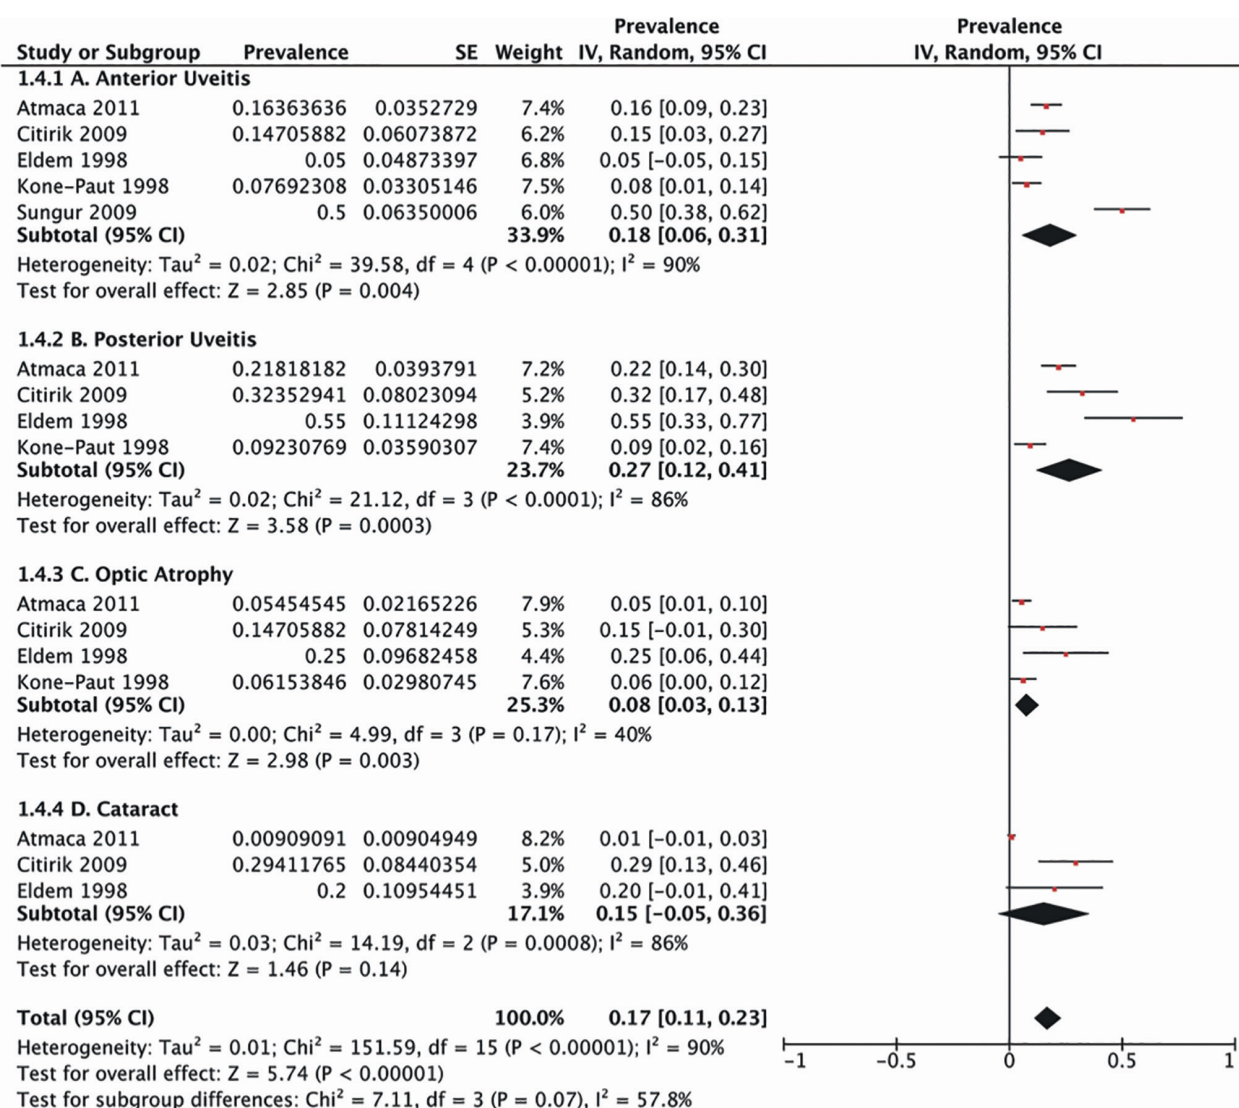 Prevalence Prevalence
Study or Subgroup Prevalence SE Weight IV, Random, 95% CI IV, Random, 95% CI
1.4.1 A. Anterior Uveitis
Atmaca 2011 0.16363636 0.0352729 7.4% 0.16 [0.09, 0.23]
Citirik 2009 0.14705882 0.06073872 6.2% 0.15 [0.03, 0.27]
Eldem 1998 0.05 0.04873397 6.8% 0.05 [−0.05, 0.15]
Kone–Paut 1998 0.07692308 0.03305146 7.5% 0.08 [0.01, 0.14]
Sungur 2009 0.5 0.06350006 6.0% 0.50 [0.38, 0.62]
Subtotal (95% CI) 33.9% 0.18 [0.06, 0.31]
Heterogeneity: Tau² = 0.02; Chi² = 39.58, df = 4 (P < 0.00001); I² = 90%
Test for overall effect: Z = 2.85 (P = 0.004)
1.4.2 B. Posterior Uveitis
Atmaca 2011 0.21818182 0.0393791 7.2% 0.22 [0.14, 0.30]
Citirik 2009 0.32352941 0.08023094 5.2% 0.32 [0.17, 0.48]
Eldem 1998 0.55 0.11124298 3.9% 0.55 [0.33, 0.77]
Kone–Paut 1998 0.09230769 0.03590307 7.4% 0.09 [0.02, 0.16]
Subtotal (95% CI) 23.7% 0.27 [0.12, 0.41]
Heterogeneity: Tau² = 0.02; Chi² = 21.12, df = 3 (P < 0.0001); I² = 86%
Test for overall effect: Z = 3.58 (P = 0.0003)
1.4.3 C. Optic Atrophy
Atmaca 2011 0.05454545 0.02165226 7.9% 0.05 [0.01, 0.10]
Citirik 2009 0.14705882 0.07814249 5.3% 0.15 [−0.01, 0.30]
Eldem 1998 0.25 0.09682458 4.4% 0.25 [0.06, 0.44]
Kone–Paut 1998 0.06153846 0.02980745 7.6% 0.06 [0.00, 0.12]
Subtotal (95% CI) 25.3% 0.08 [0.03, 0.13]
Heterogeneity: Tau² = 0.00; Chi² = 4.99, df = 3 (P = 0.17); I² = 40%
Test for overall effect: Z = 2.98 (P = 0.003)
1.4.4 D. Cataract
Atmaca 2011 0.00909091 0.00904949 8.2% 0.01 [−0.01, 0.03]
Citirik 2009 0.29411765 0.08440354 5.0% 0.29 [0.13, 0.46]
Eldem 1998 0.2 0.10954451 3.9% 0.20 [−0.01, 0.41]
Subtotal (95% CI) 17.1% 0.15 [−0.05, 0.36]
Heterogeneity: Tau² = 0.03; Chi² = 14.19, df = 2 (P = 0.0008); I² = 86%
Test for overall effect: Z = 1.46 (P = 0.14)
Total (95% CI) 100.0% 0.17 [0.11, 0.23]
Heterogeneity: Tau² = 0.01; Chi² = 151.59, df = 15 (P < 0.00001); I² = 90%
Test for overall effect: Z = 5.74 (P < 0.00001)
Test for subgroup differences: Chi² = 7.11, df = 3 (P = 0.07), I² = 57.8%
−1 −0.5 0 0.5 1